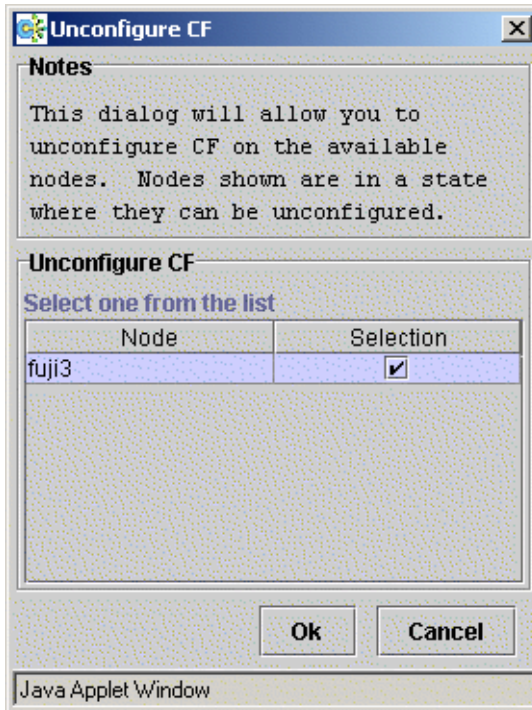 Unconfigure CF
Notes
This dialog will allow you to
unconfigure CF on the available
nodes.  Nodes shown are in a state
where they can be unconfigured.
Unconfigure CF
Select one from the list
Node Selection
fuji3
Ok Cancel
Java Applet Window